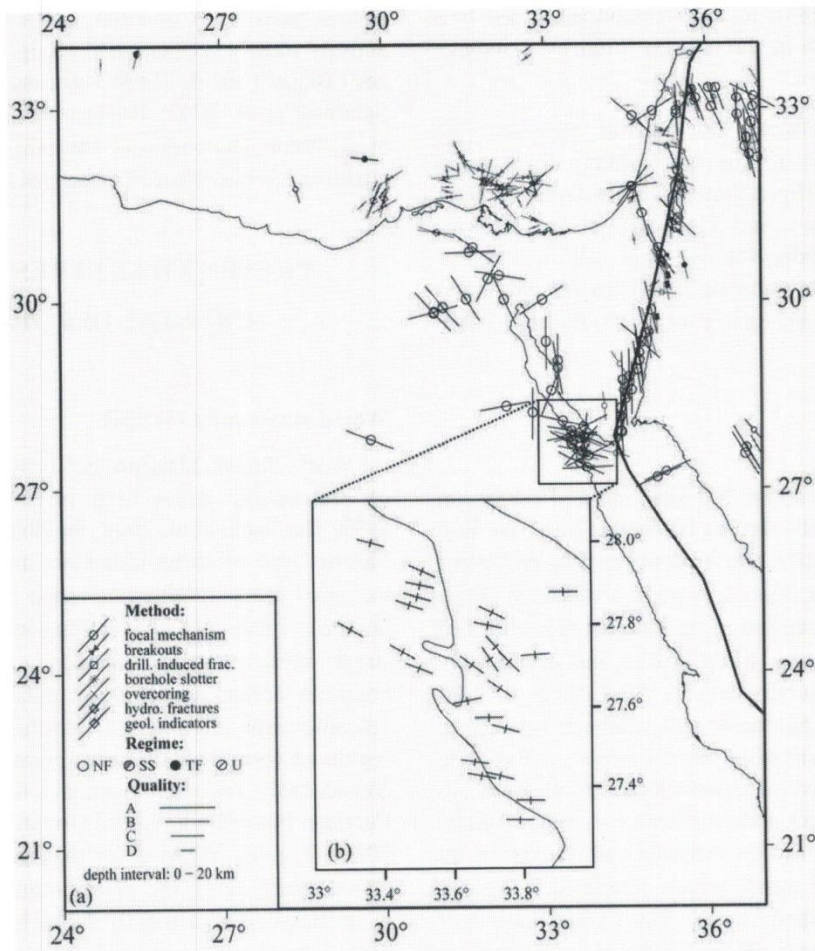 24° 27° 30° 33° 36°
33° 33°
30° 30°
27° 27°
24° 24°
21° 21°
28.0°
27.8°
27.6°
27.4°
Method:
focal mechanism
breakouts
drill. induced frac.
borehole slotter
overcoring
hydro. fractures
geol. indicators
Regime:
NF SS TF U
Quality:
A
B
C
D
depth interval: 0 – 20 km
(a)
(b)
33° 33.4° 33.6° 33.8°
24° 27° 30° 33° 36°